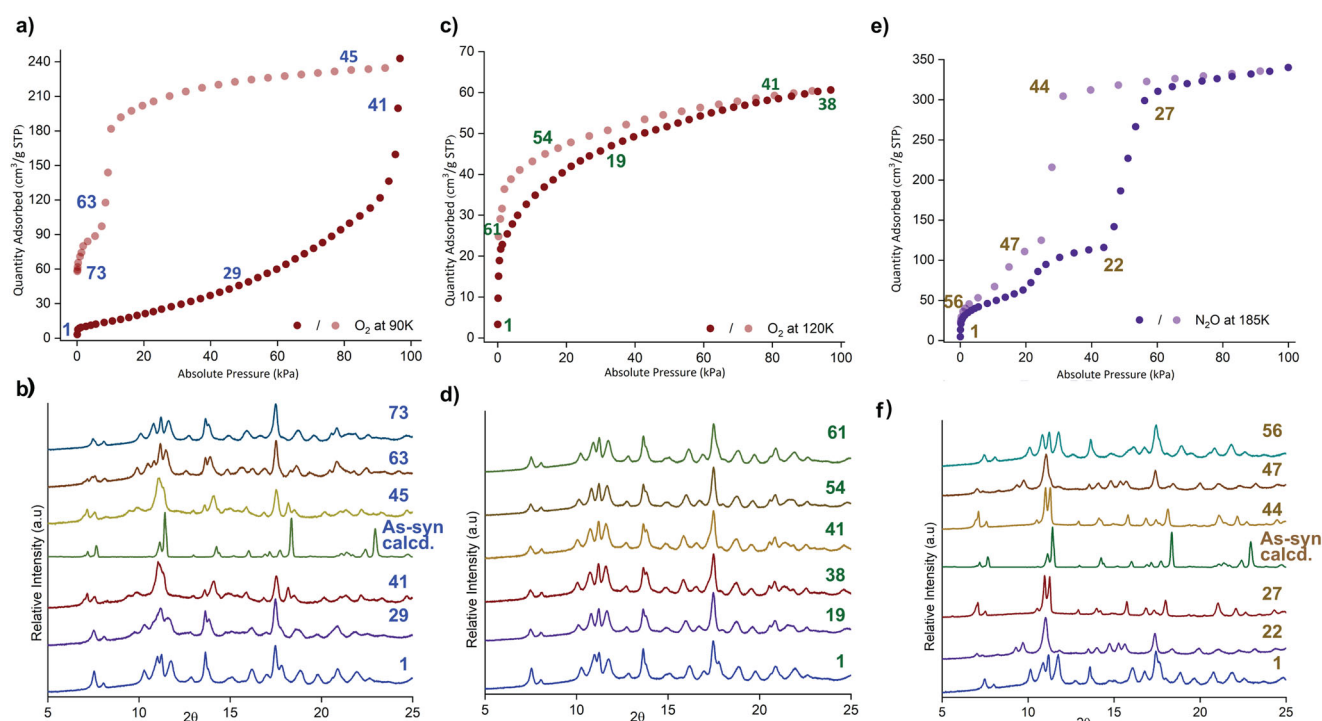 a)
Quantity Adsorbed (cm³/g STP)
240
210
180
150
120
90
60
30
0
45
41
63
73
29
1
/ O₂ at 90K
0 20 40 60 80 100
Absolute Pressure (kPa)
c)
Quantity Adsorbed (cm³/g STP)
70
60
50
40
30
20
10
0
41
38
54
19
61
1
/ O₂ at 120K
0 20 40 60 80 100
Absolute Pressure (kPa)
e)
Quantity Adsorbed (cm³/g STP)
350
300
250
200
150
100
50
0
44
27
47
22
56
1
/ N₂O at 185K
0 20 40 60 80 100
Absolute Pressure (kPa)
b)
Relative Intensity (a.u)
73
63
45
As-syn
calcd.
41
29
1
5 10 15 20 25
2θ
d)
Relative Intensity (a.u)
61
54
41
38
19
1
5 10 15 20 25
2θ
f)
Relative Intensity (a.u)
56
47
44
As-syn
calcd.
27
22
1
5 10 15 20 25
2θ